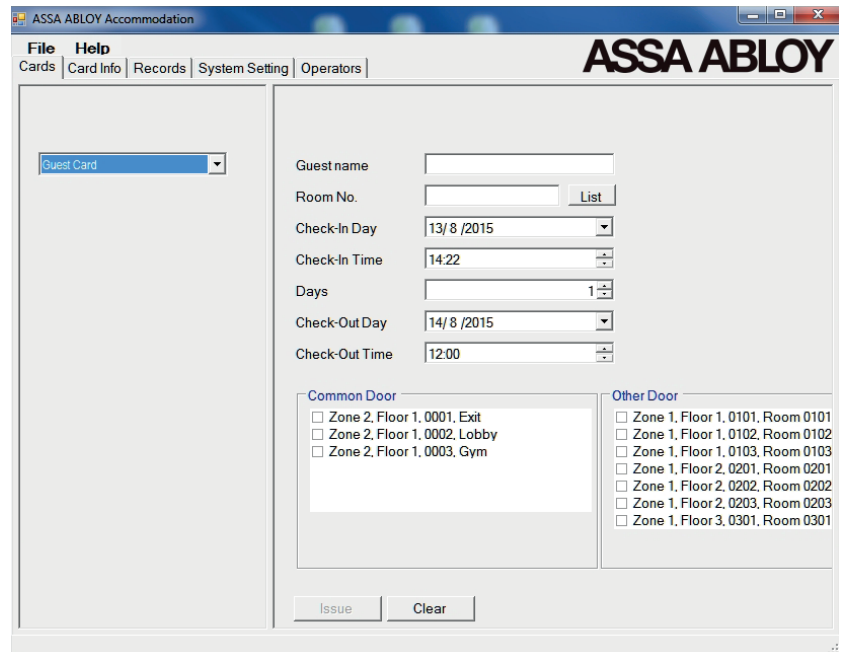 ASSA ABLOY Accommodation
File Help
ASSA ABLOY
Cards Card Info Records System Setting Operators
Guest Card
Guest name
Room No. List
Check-In Day 13/ 8 /2015
Check-In Time 14:22
Days 1
Check-Out Day 14/ 8 /2015
Check-Out Time 12:00
Common Door
Zone 2, Floor 1, 0001, Exit
Zone 2, Floor 1, 0002, Lobby
Zone 2, Floor 1, 0003, Gym
Other Door
Zone 1, Floor 1, 0101, Room 0101
Zone 1, Floor 1, 0102, Room 0102
Zone 1, Floor 1, 0103, Room 0103
Zone 1, Floor 2, 0201, Room 0201
Zone 1, Floor 2, 0202, Room 0202
Zone 1, Floor 2, 0203, Room 0203
Zone 1, Floor 3, 0301, Room 0301
Issue Clear